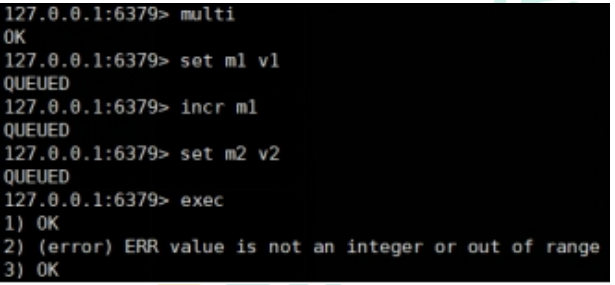 127.0.0.1:6379> multi
OK
127.0.0.1:6379> set m1 v1
QUEUED
127.0.0.1:6379> incr m1
QUEUED
127.0.0.1:6379> set m2 v2
QUEUED
127.0.0.1:6379> exec
1) OK
2) (error) ERR value is not an integer or out of range
3) OK